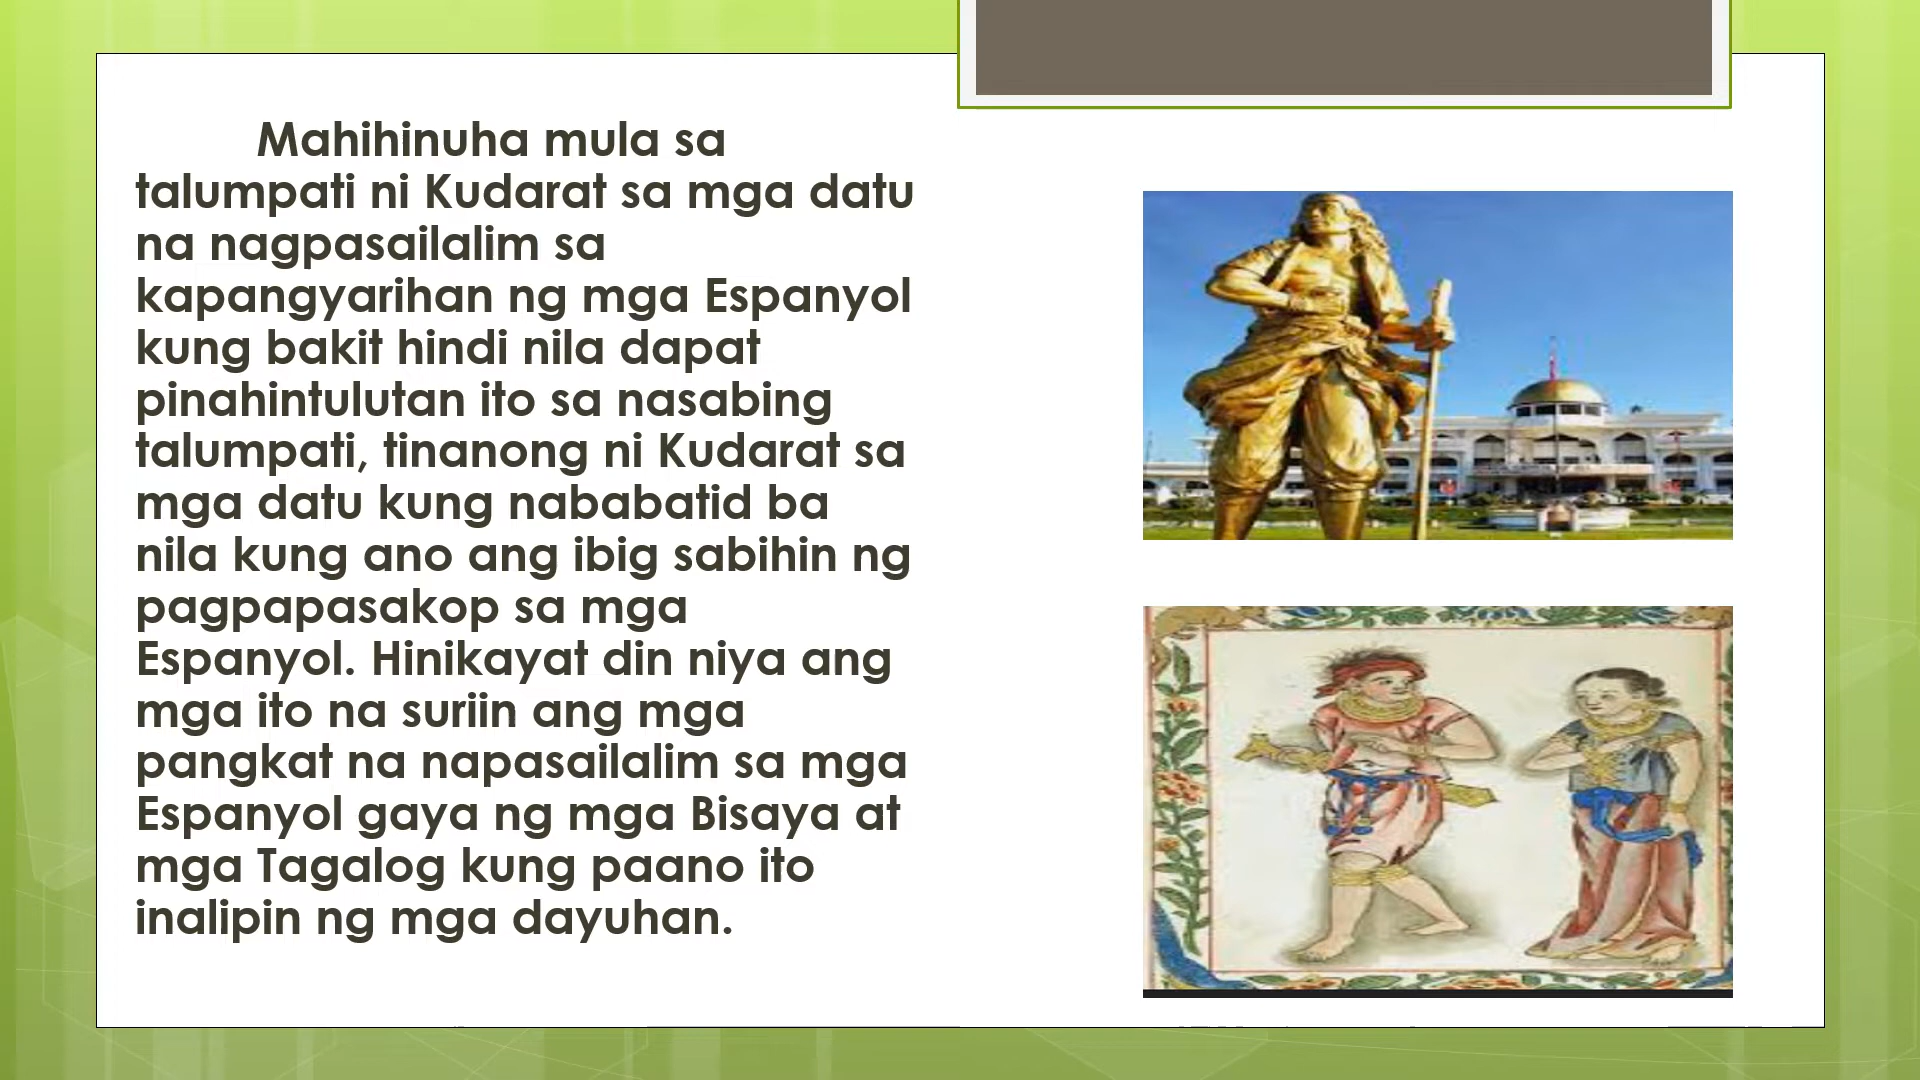 Mahihinuha mula sa
talumpati ni Kudarat sa mga datu
na nagpasailalim sa
kapangyarihan ng mga Espanyol
kung bakit hindi nila dapat
pinahintulutan ito sa nasabing
talumpati, tinanong ni Kudarat sa
mga datu kung nababatid ba
nila kung ano ang ibig sabihin ng
pagpapasakop sa mga
Espanyol. Hinikayat din niya ang
mga ito na suriin ang mga
pangkat na napasailalim sa mga
Espanyol gaya ng mga Bisaya at
mga Tagalog kung paano ito
inalipin ng mga dayuhan.